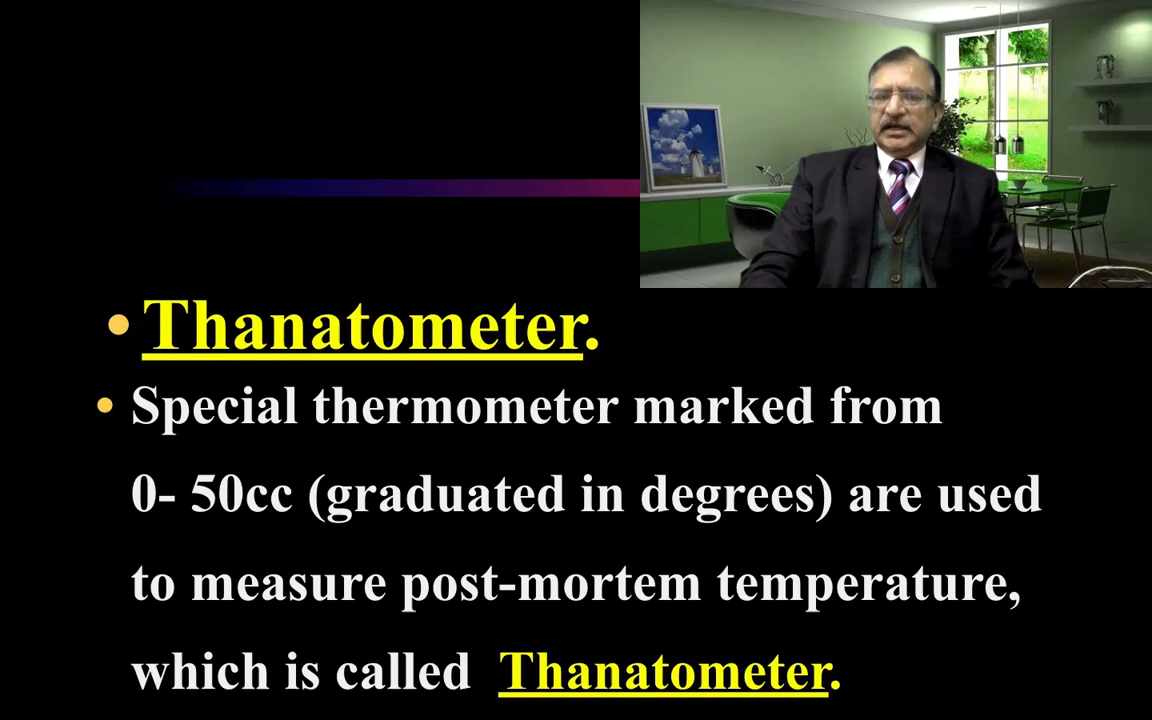 • Thanatometer.
• Special thermometer marked from
0- 50cc (graduated in degrees) are used
to measure post-mortem temperature,
which is called Thanatometer.